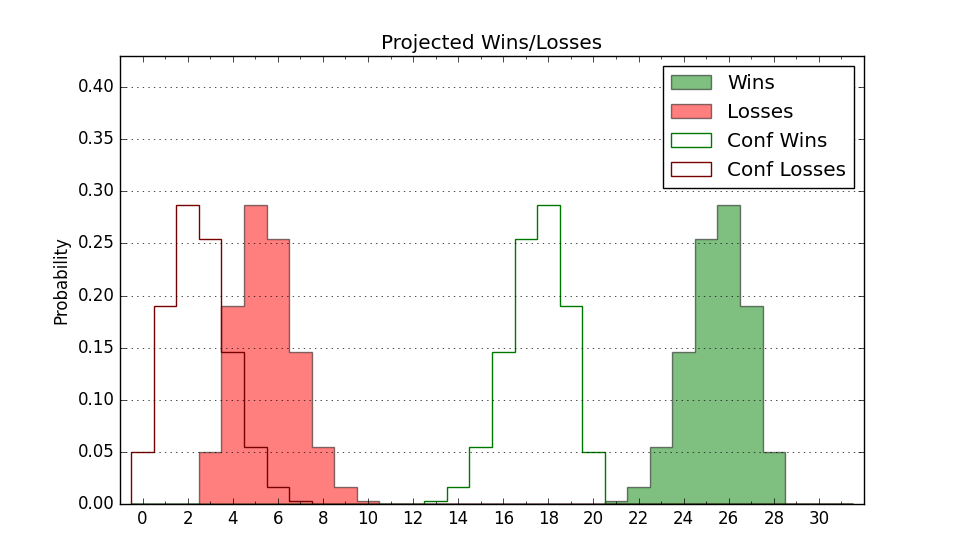 Projected Wins/Losses
0.40
0.35
0.30
0.25
0.20
0.15
0.10
0.05
0.00
Probability
Wins
Losses
Conf Wins
Conf Losses
0 2 4 6 8 10 12 14 16 18 20 22 24 26 28 30